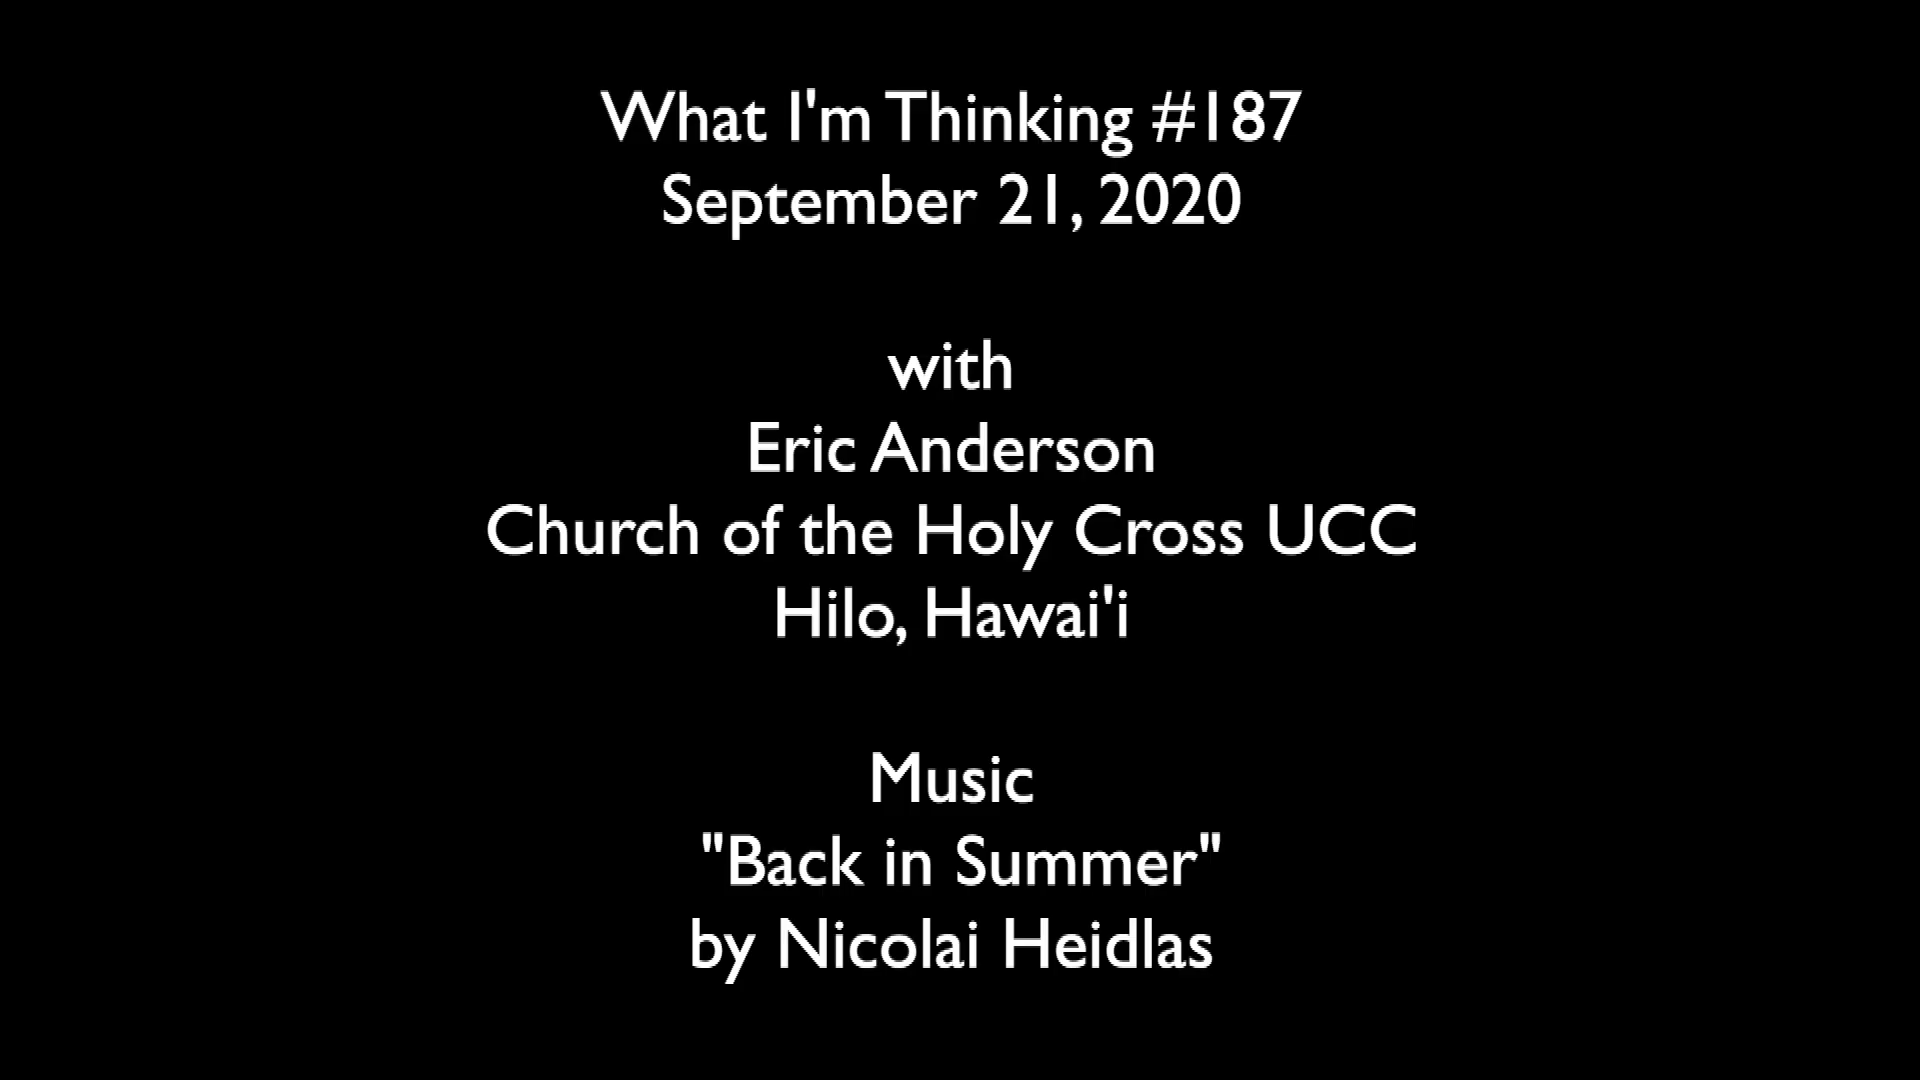 What I'm Thinking #187
September 21, 2020
with
Eric Anderson
Church of the Holy Cross UCC
Hilo, Hawai'i
Music
"Back in Summer"
by Nicolai Heidlas